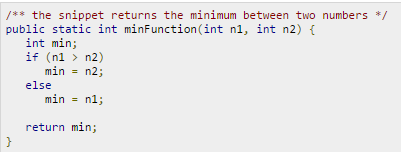 /** the snippet returns the minimum between two numbers */
public static int minFunction(int n1, int n2) {
   int min;
   if (n1 > n2)
      min = n2;
   else
      min = n1;

   return min;
}